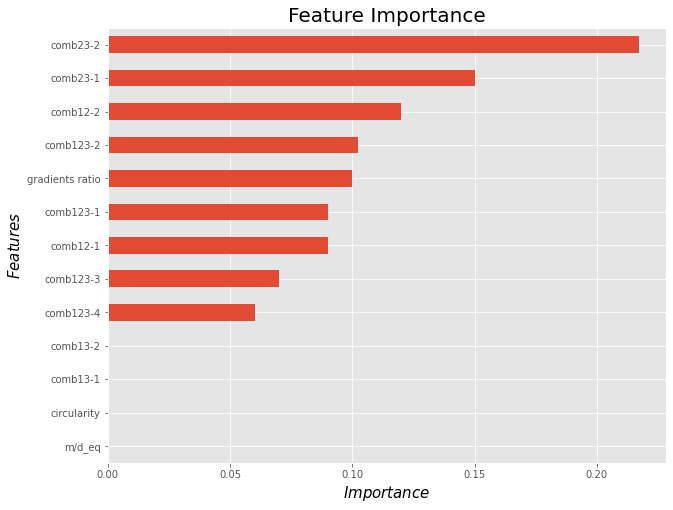 Feature Importance
comb23-2
comb23-1
comb12-2
comb123-2
gradients ratio
comb123-1
comb12-1
comb123-3
comb123-4
comb13-2
comb13-1
circularity
m/d_eq
Features
0.00 0.05 0.10 0.15 0.20
Importance